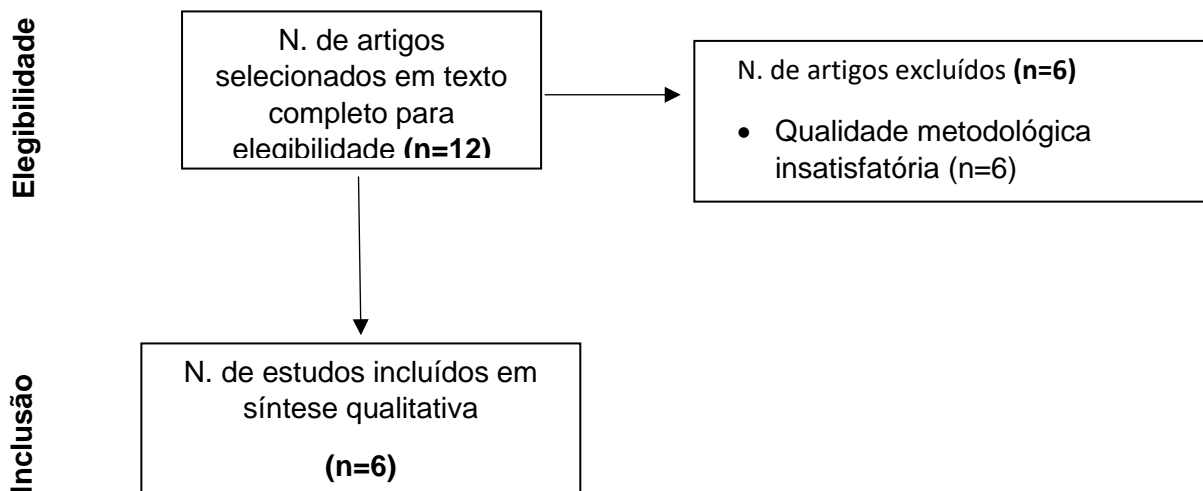 Elegibilidade
N. de artigos
selecionados em texto
completo para
elegibilidade (n=12)
N. de artigos excluídos (n=6)
• Qualidade metodológica
insatisfatória (n=6)
Inclusão
N. de estudos incluídos em
síntese qualitativa
(n=6)